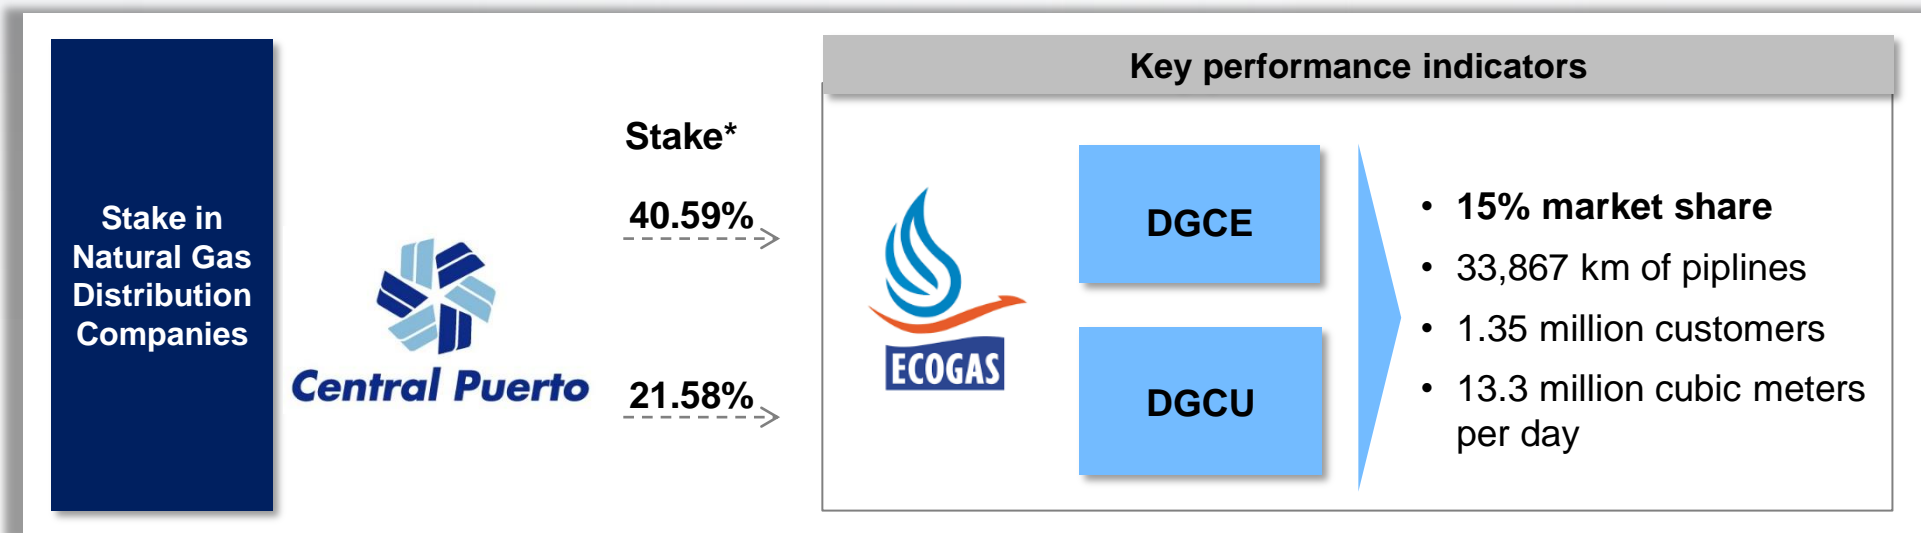 Key performance indicators
Stake in
Natural Gas
Distribution
Companies
Central Puerto
Stake*
40.59%
21.58%
ECOGAS
DGCE
DGCU
• 15% market share
• 33,867 km of piplines
• 1.35 million customers
• 13.3 million cubic meters
per day